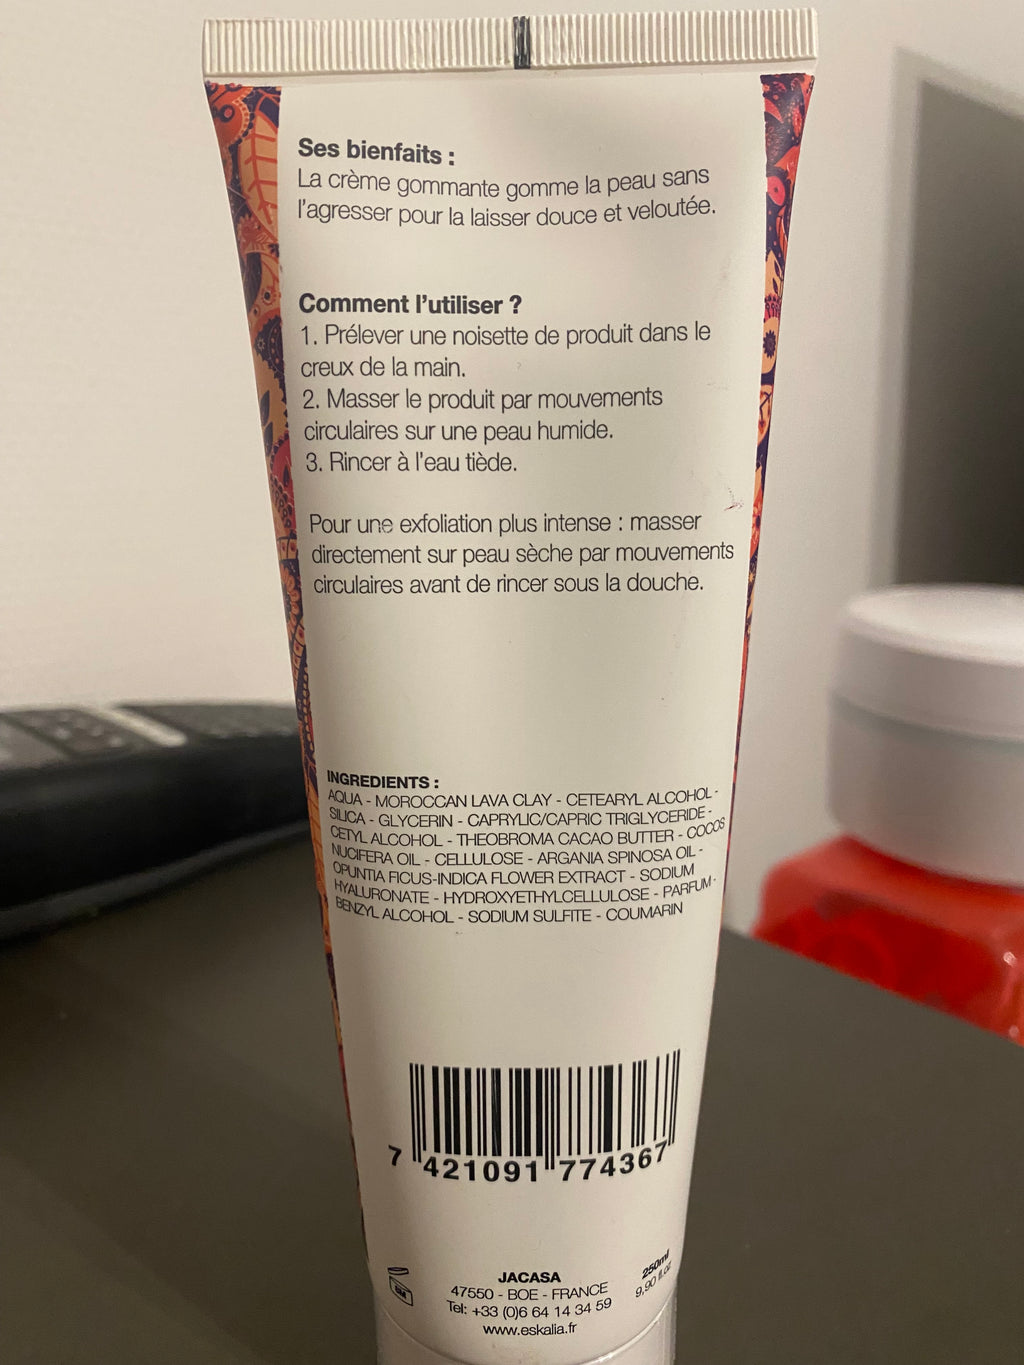 Ses bienfaits :
La crème gommante gomme la peau sans
l'agresser pour la laisser douce et veloutée.
Comment l'utiliser ?
1. Prélever une noisette de produit dans le
creux de la main.
2. Masser le produit par mouvements
circulaires sur une peau humide.
3. Rincer à l'eau tiède.
Pour une exfoliation plus intense : masser
directement sur peau sèche par mouvements
circulaires avant de rincer sous la douche.
INGREDIENTS :
AQUA - MOROCCAN LAVA CLAY - CETEARYL ALCOHOL -
SILICA - GLYCERIN - CAPRYLIC/CAPRIC TRIGLYCERIDE -
CETYL ALCOHOL - THEOBROMA CACAO BUTTER - COCOS
NUCIFERA OIL - CELLULOSE - ARGANIA SPINOSA OIL -
OPUNTIA FICUS-INDICA FLOWER EXTRACT - SODIUM
HYALURONATE - HYDROXYETHYLCELLULOSE - PARFUM -
BENZYL ALCOHOL - SODIUM SULFITE - COUMARIN
7 421091 774367
JACASA
47550 - BOE - FRANCE
Tel: +33 (0)6 64 14 34 59
www.eskalia.fr
250ml
9,90 fl.oz